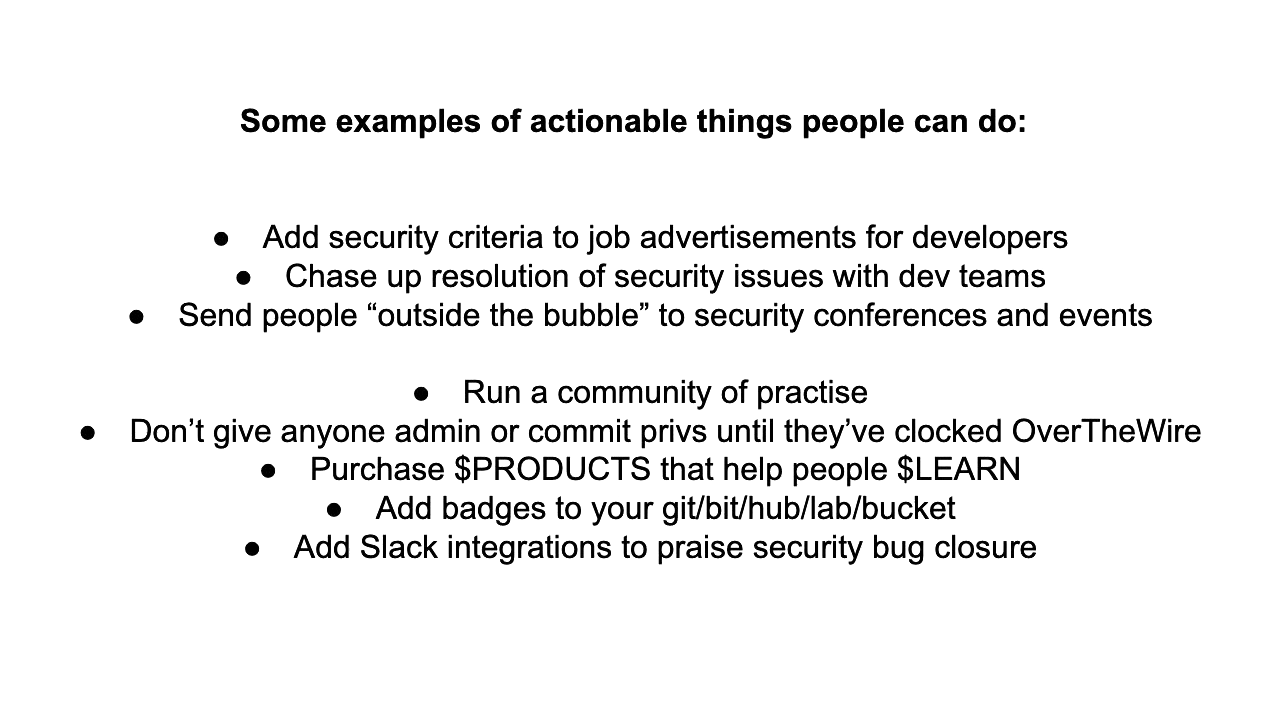 Some examples of actionable things people can do:
● Add security criteria to job advertisements for developers
● Chase up resolution of security issues with dev teams
● Send people “outside the bubble” to security conferences and events
● Run a community of practise
● Don’t give anyone admin or commit privs until they’ve clocked OverTheWire
● Purchase $PRODUCTS that help people $LEARN
● Add badges to your git/bit/hub/lab/bucket
● Add Slack integrations to praise security bug closure